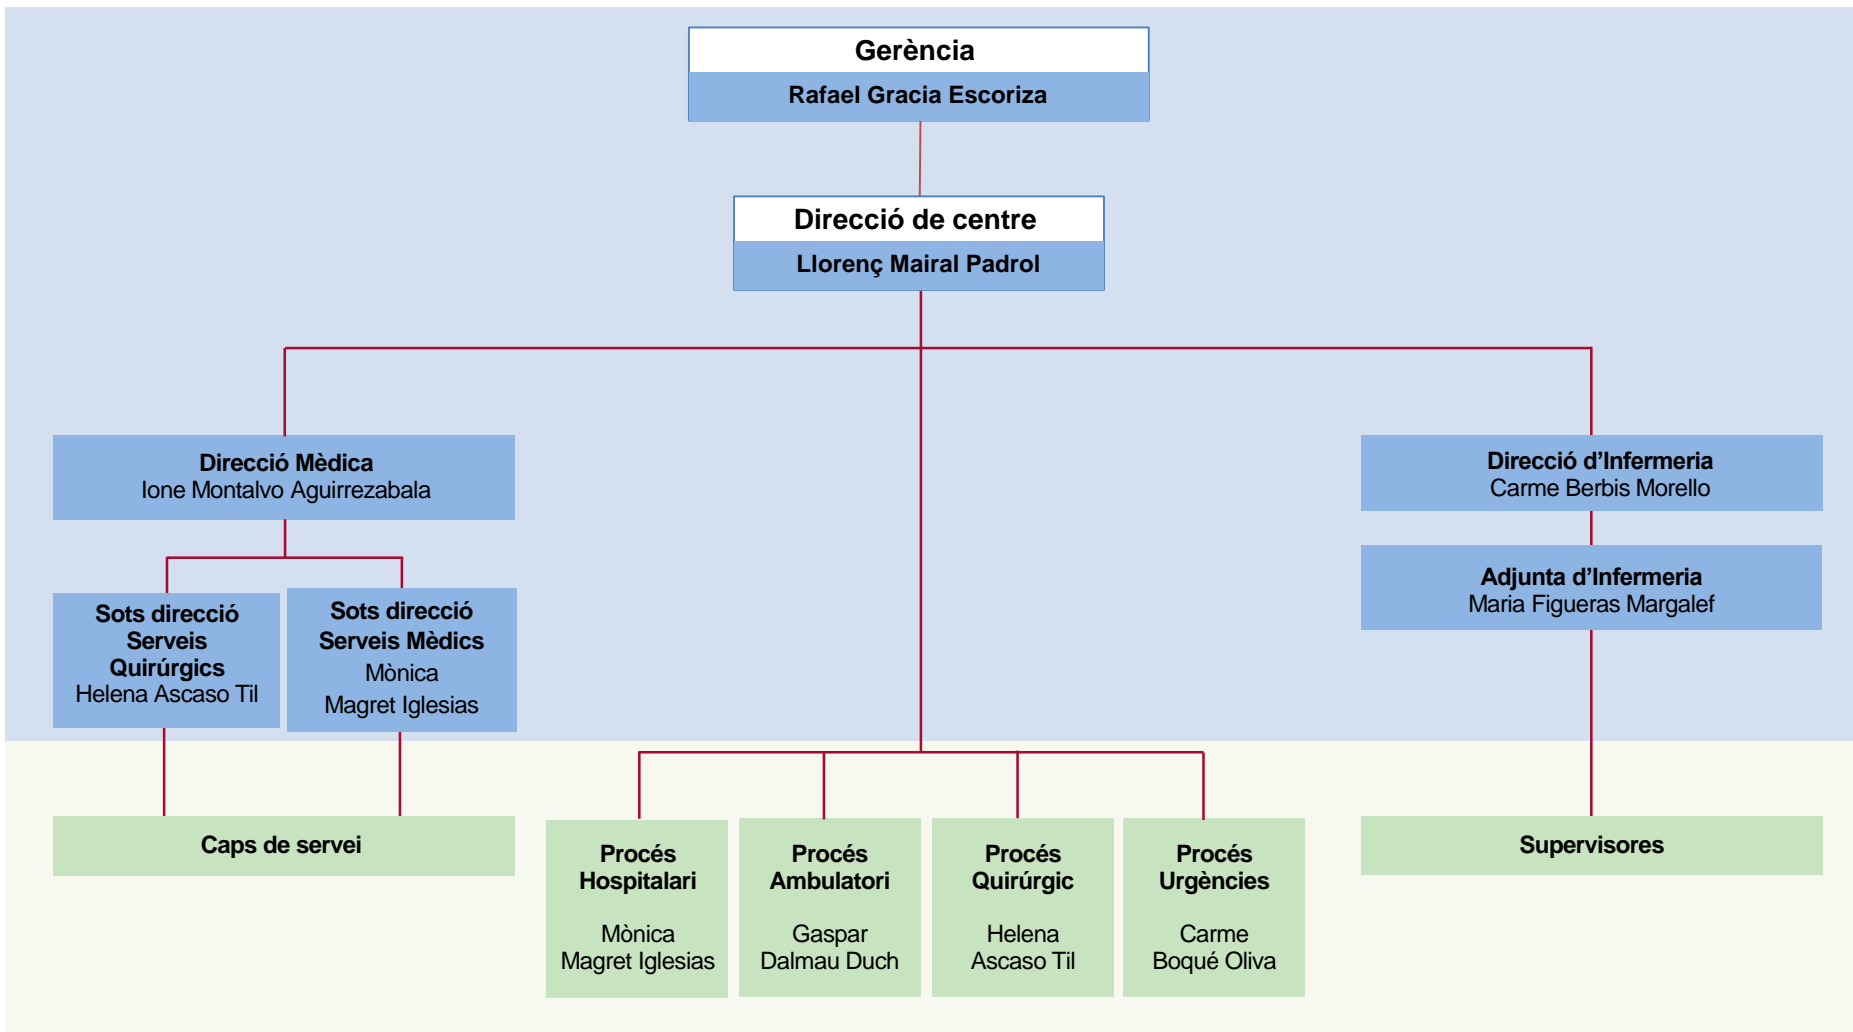 Gerència
Rafael Gracia Escoriza
Direcció de centre
Llorenç Mairal Padrol
Direcció Mèdica
Ione Montalvo Aguirrezabala
Direcció d’Infermeria
Carme Berbis Morello
Sots direcció
Serveis
Quirúrgics
Helena Ascaso Til
Sots direcció
Serveis Mèdics
Mònica
Magret Iglesias
Adjunta d’Infermeria
Maria Figueras Margalef
Caps de servei
Procés
Hospitalari
Mònica
Magret Iglesias
Procés
Ambulatori
Gaspar
Dalmau Duch
Procés
Quirúrgic
Helena
Ascaso Til
Procés
Urgències
Carme
Boqué Oliva
Supervisores